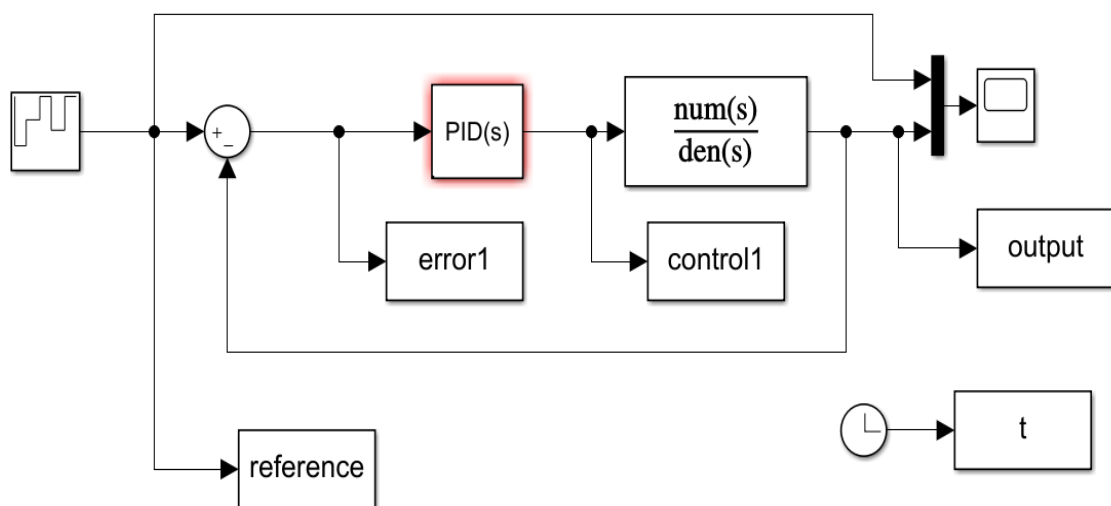 +
−
PID(s)
num(s)
den(s)
error1
control1
output
t
reference